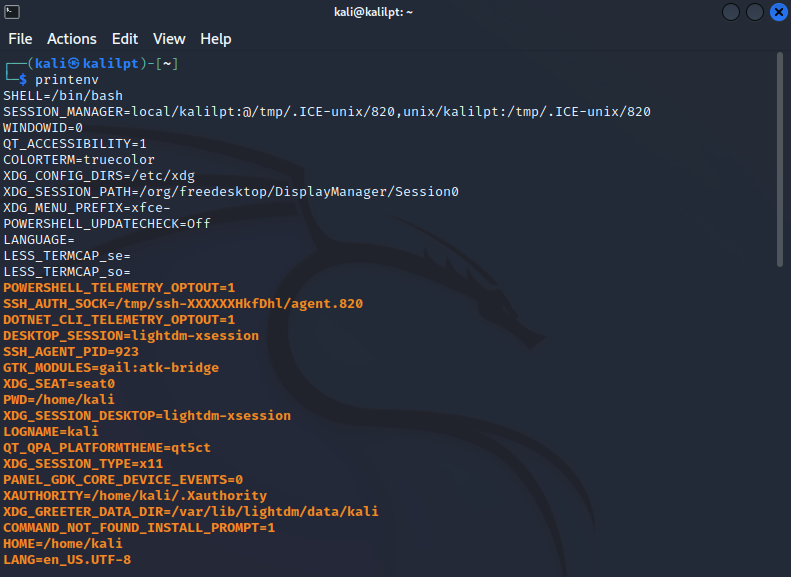 kali@kalilpt: ~
File Actions Edit View Help
┌──(kali㉿kalilpt)-[~]
└─$ printenv
SHELL=/bin/bash
SESSION_MANAGER=local/kalilpt:@/tmp/.ICE-unix/820,unix/kalilpt:/tmp/.ICE-unix/820
WINDOWID=0
QT_ACCESSIBILITY=1
COLORTERM=truecolor
XDG_CONFIG_DIRS=/etc/xdg
XDG_SESSION_PATH=/org/freedesktop/DisplayManager/Session0
XDG_MENU_PREFIX=xfce-
POWERSHELL_UPDATECHECK=Off
LANGUAGE=
LESS_TERMCAP_se=
LESS_TERMCAP_so=
POWERSHELL_TELEMETRY_OPTOUT=1
SSH_AUTH_SOCK=/tmp/ssh-XXXXXXHkfDhl/agent.820
DOTNET_CLI_TELEMETRY_OPTOUT=1
DESKTOP_SESSION=lightdm-xsession
SSH_AGENT_PID=923
GTK_MODULES=gail:atk-bridge
XDG_SEAT=seat0
PWD=/home/kali
XDG_SESSION_DESKTOP=lightdm-xsession
LOGNAME=kali
QT_QPA_PLATFORMTHEME=qt5ct
XDG_SESSION_TYPE=x11
PANEL_GDK_CORE_DEVICE_EVENTS=0
XAUTHORITY=/home/kali/.Xauthority
XDG_GREETER_DATA_DIR=/var/lib/lightdm/data/kali
COMMAND_NOT_FOUND_INSTALL_PROMPT=1
HOME=/home/kali
LANG=en_US.UTF-8